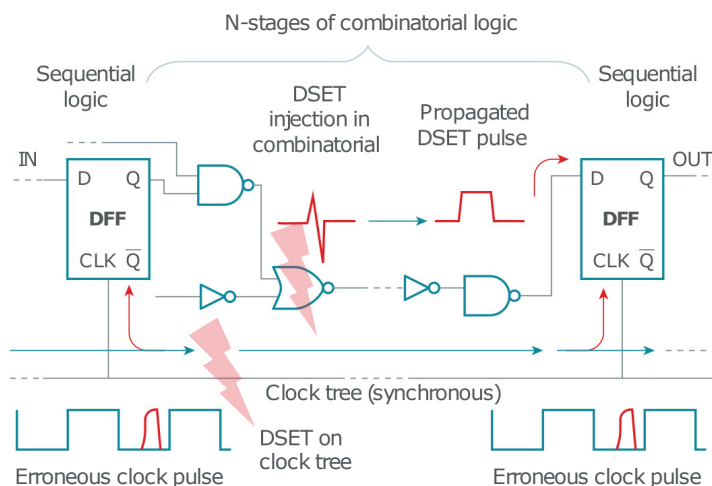 N-stages of combinatorial logic
Sequential
logic
DSET
injection in
combinatorial
Propagated
DSET pulse
Sequential
logic
IN
D Q
DFF
CLK Q̅
D Q
DFF
CLK Q̅
OUT
Clock tree (synchronous)
DSET on
clock tree
Erroneous clock pulse
Erroneous clock pulse